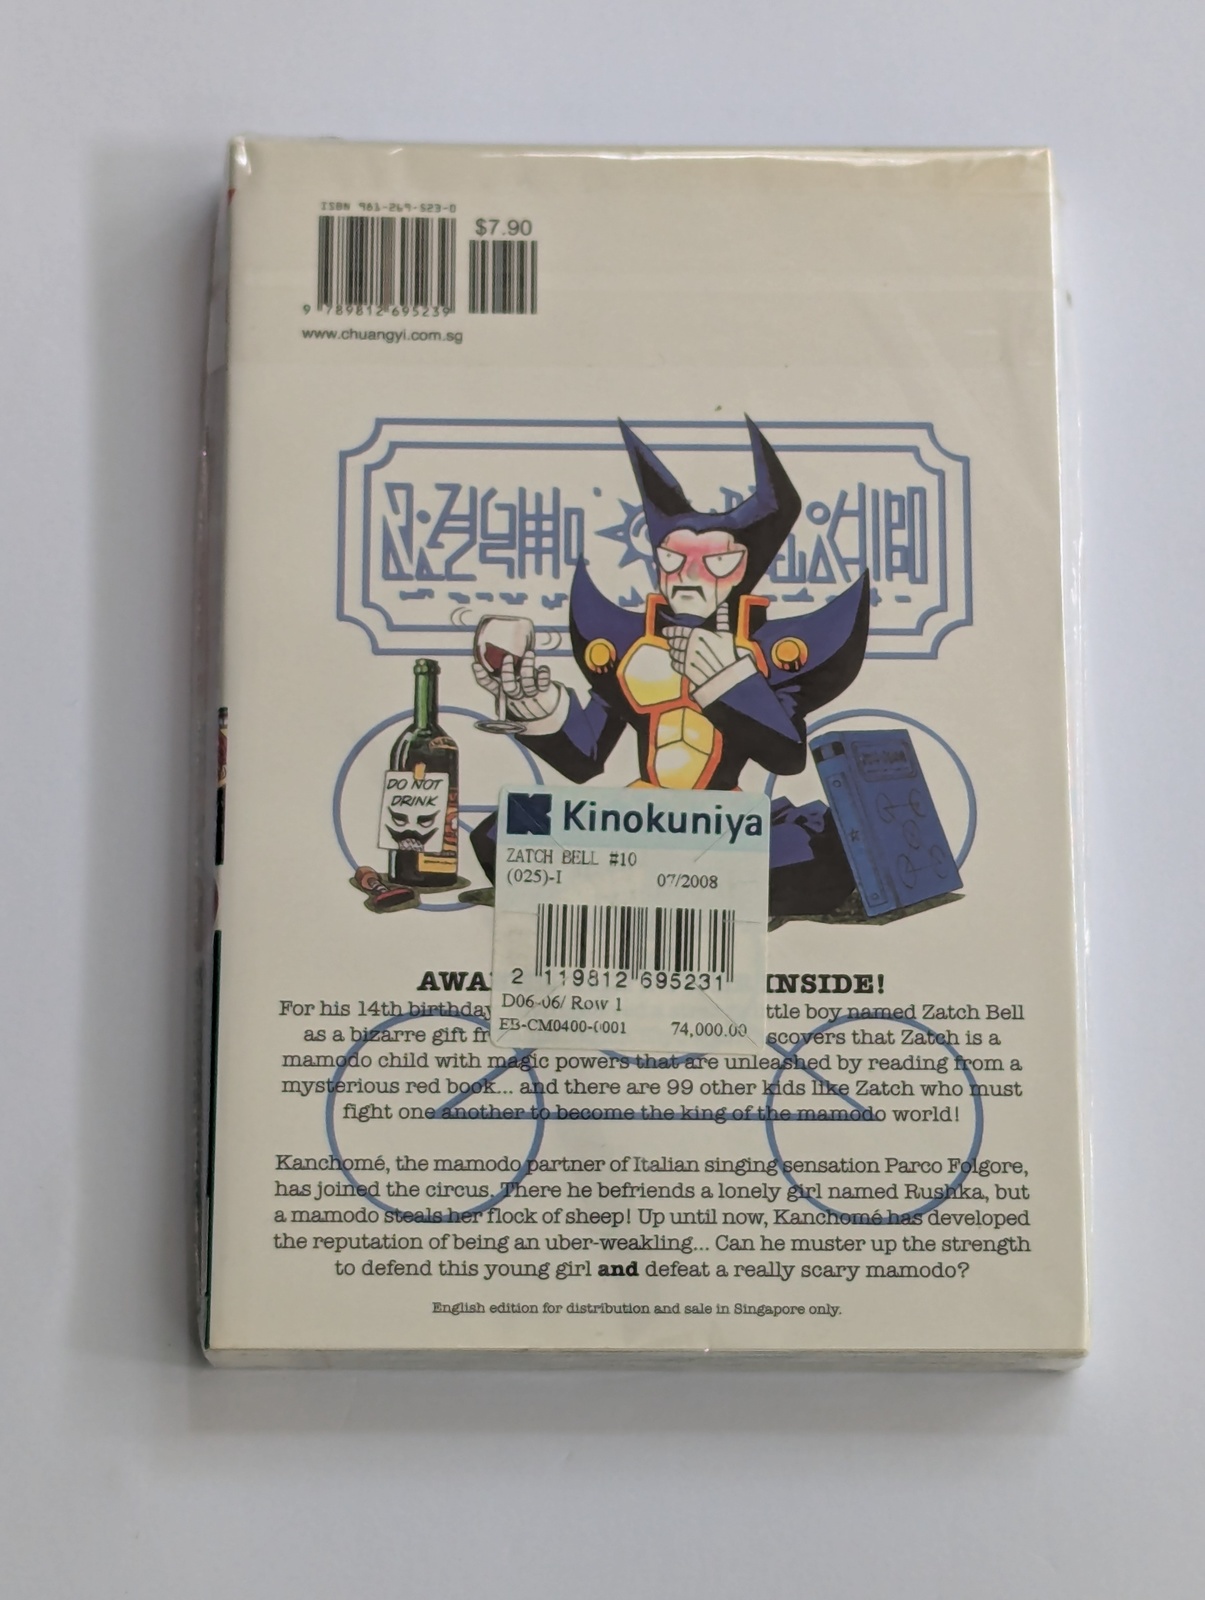 ISBN 981-269-523-0
$7.90
9 789812 695239
www.chuangyi.com.sg
DO NOT
DRINK
Kinokuniya
ZATCH BELL #10
(025)-I 07/2008
2 119812 695231
D06-06/ Row 1
EB-CM0400-0001 74,000.00
INSIDE!
For his 14th birthday boy named Zatch Bell
as a bizarre gift that Zatch is a
mamodo child with magic powers that are unleashed by reading from a
mysterious red book... and there are 99 other kids like Zatch who must
fight one another to become the king of the mamodo world!
Kanchomé, the mamodo partner of Italian singing sensation Parco Folgore,
has joined the circus. There he befriends a lonely girl named Rushka, but
a mamodo steals her flock of sheep! Up until now, Kanchomé has developed
the reputation of being an uber-weakling... Can he muster up the strength
to defend this young girl and defeat a really scary mamodo?
English edition for distribution and sale in Singapore only.